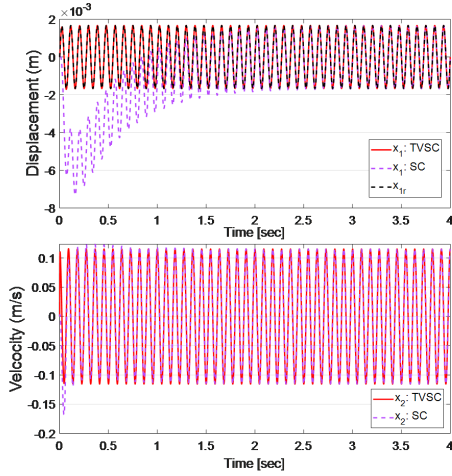 ×10⁻³
2
0
-2
-4
-6
-8
Displacement (m)
x₁: TVSC
x₁: SC
x₁ᵣ
0 0.5 1 1.5 2 2.5 3 3.5 4
Time [sec]
0.1
0.05
0
-0.05
-0.1
-0.15
-0.2
Velcocity (m/s)
x₂: TVSC
x₂: SC
0 0.5 1 1.5 2 2.5 3 3.5 4
Time [sec]